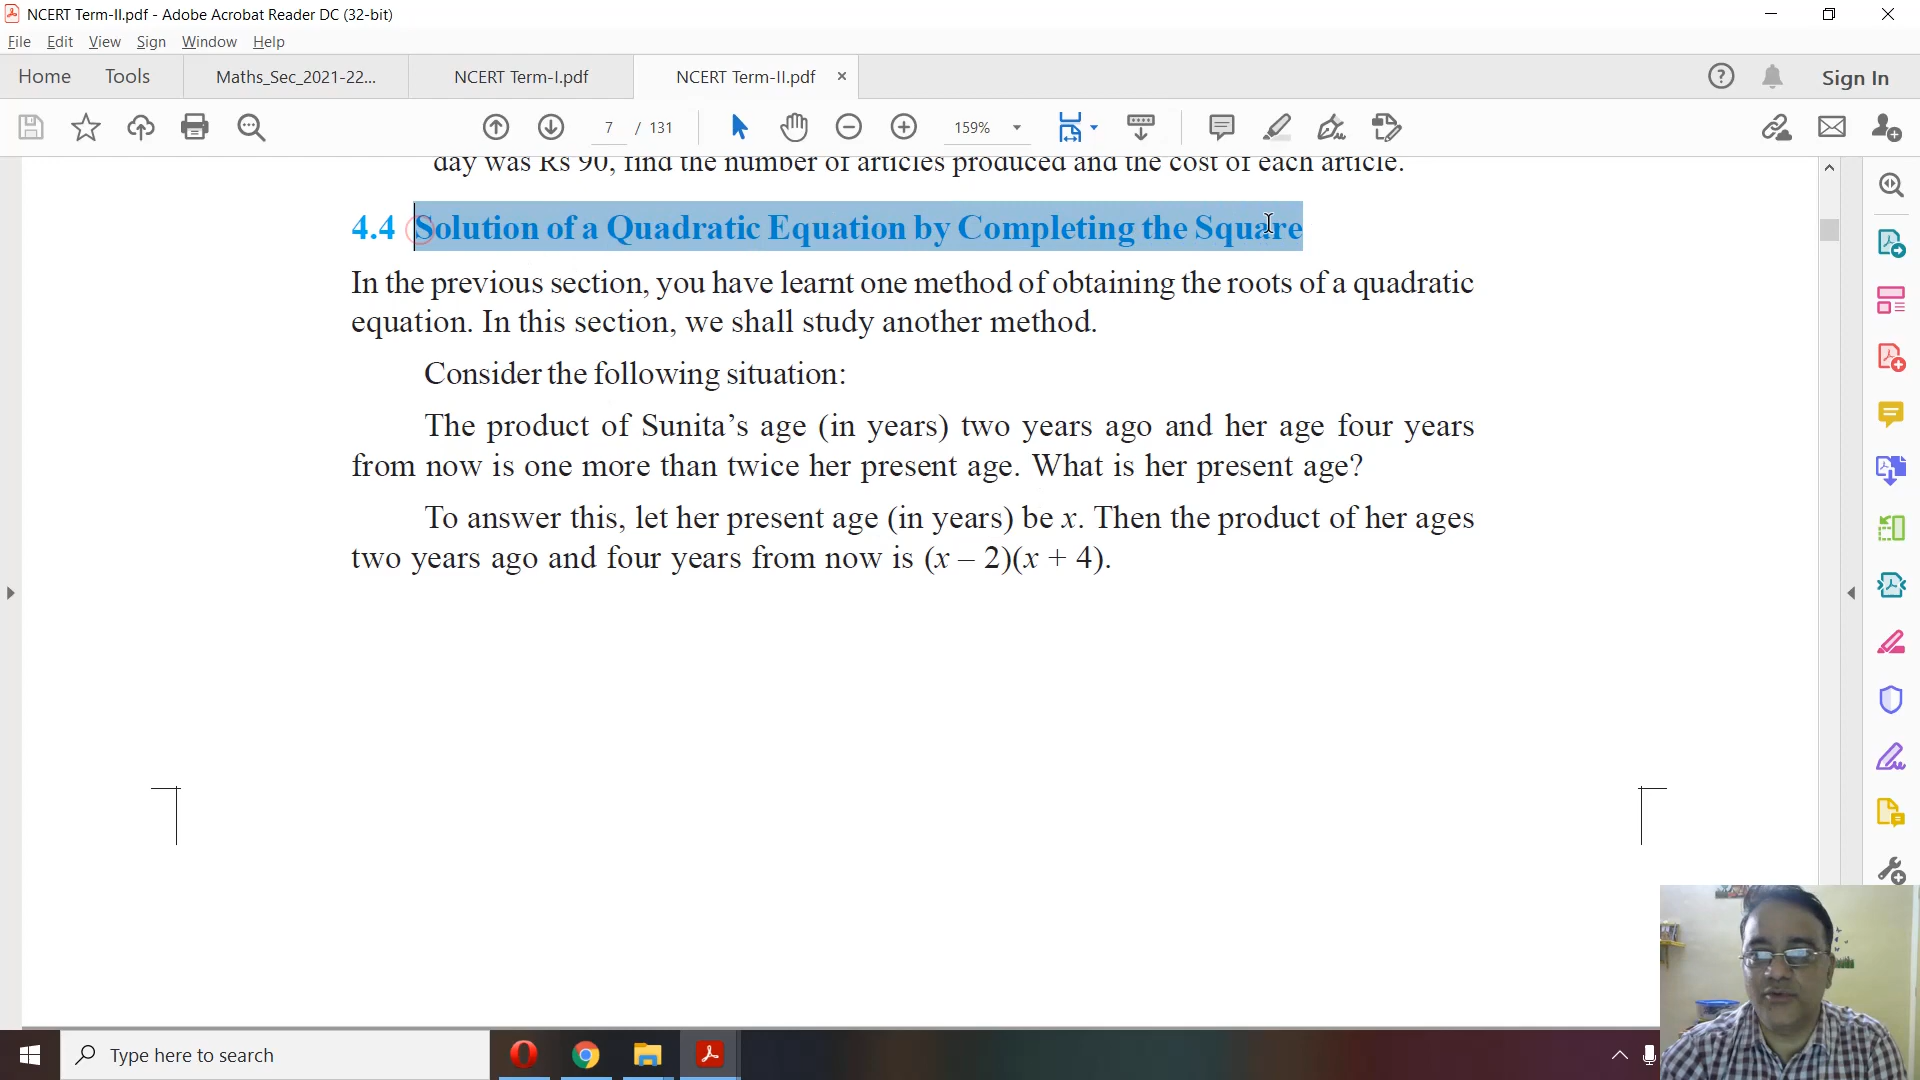 NCERT Term-II.pdf - Adobe Acrobat Reader DC (32-bit)
File Edit View Sign Window Help
Home Tools Maths_Sec_2021-22... NCERT Term-I.pdf NCERT Term-II.pdf × Sign In
7 / 131 159%
day was Rs 90, find the number of articles produced and the cost of each article.
4.4 Solution of a Quadratic Equation by Completing the Square
In the previous section, you have learnt one method of obtaining the roots of a quadratic
equation. In this section, we shall study another method.
Consider the following situation:
The product of Sunita’s age (in years) two years ago and her age four years
from now is one more than twice her present age. What is her present age?
To answer this, let her present age (in years) be x. Then the product of her ages
two years ago and four years from now is (x – 2)(x + 4).
Type here to search